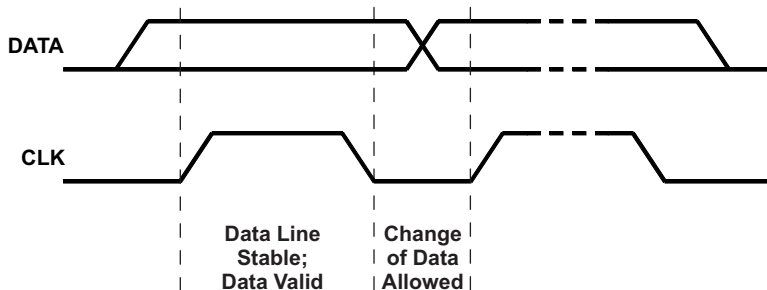 DATA
CLK
Data Line
Stable;
Data Valid
Change
of Data
Allowed